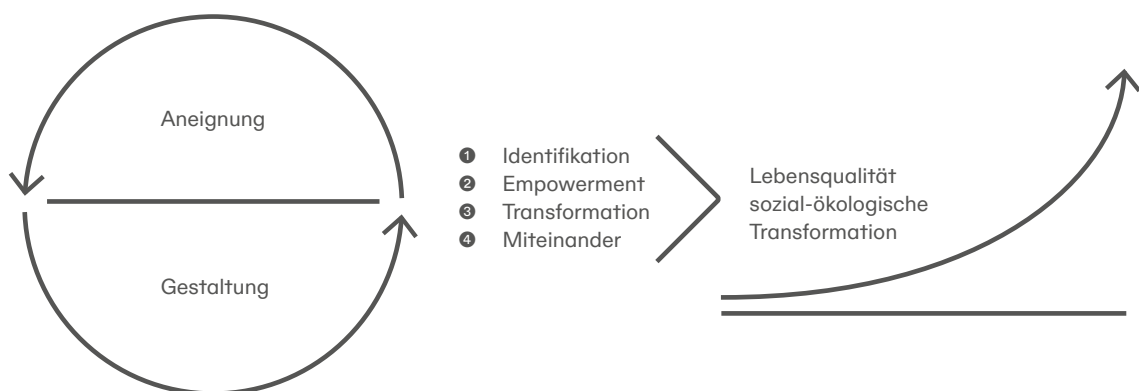 Aneignung
Gestaltung
❶ Identifikation
❷ Empowerment
❸ Transformation
❹ Miteinander
Lebensqualität
sozial-ökologische
Transformation